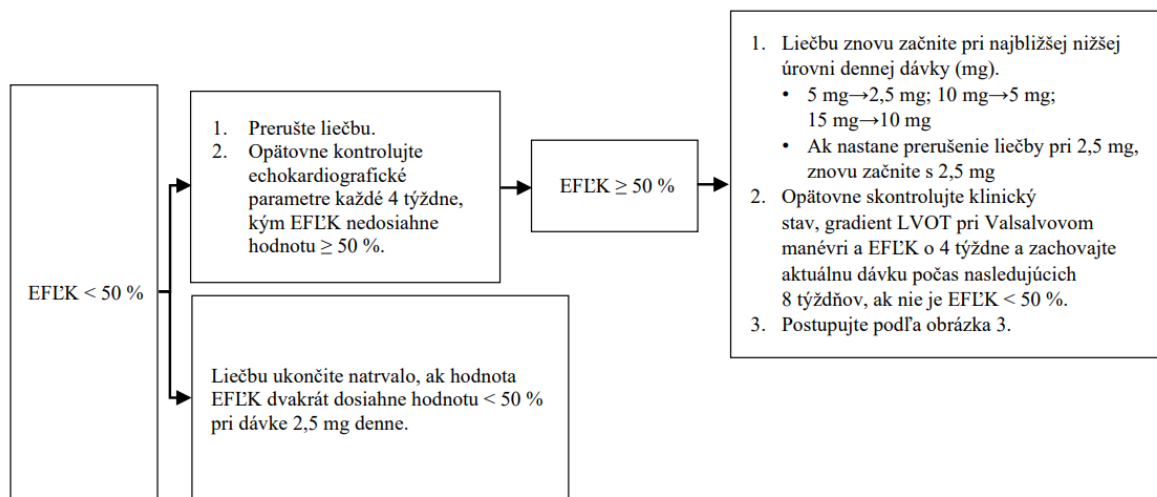 EFĽK < 50 %
1. Prerušte liečbu.
2. Opätovne kontrolujte
echokardiografické
parametre každé 4 týždne,
kým EFĽK nedosiahne
hodnotu ≥ 50 %.
Liečbu ukončite natrvalo, ak hodnota
EFĽK dvakrát dosiahne hodnotu < 50 %
pri dávke 2,5 mg denne.
EFĽK ≥ 50 %
1. Liečbu znovu začnite pri najbližšej nižšej
úrovni dennej dávky (mg).
• 5 mg→2,5 mg; 10 mg→5 mg;
15 mg→10 mg
• Ak nastane prerušenie liečby pri 2,5 mg,
znovu začnite s 2,5 mg
2. Opätovne skontrolujte klinický
stav, gradient LVOT pri Valsalvovom
manévri a EFĽK o 4 týždne a zachovajte
aktuálnu dávku počas nasledujúcich
8 týždňov, ak nie je EFĽK < 50 %.
3. Postupujte podľa obrázka 3.